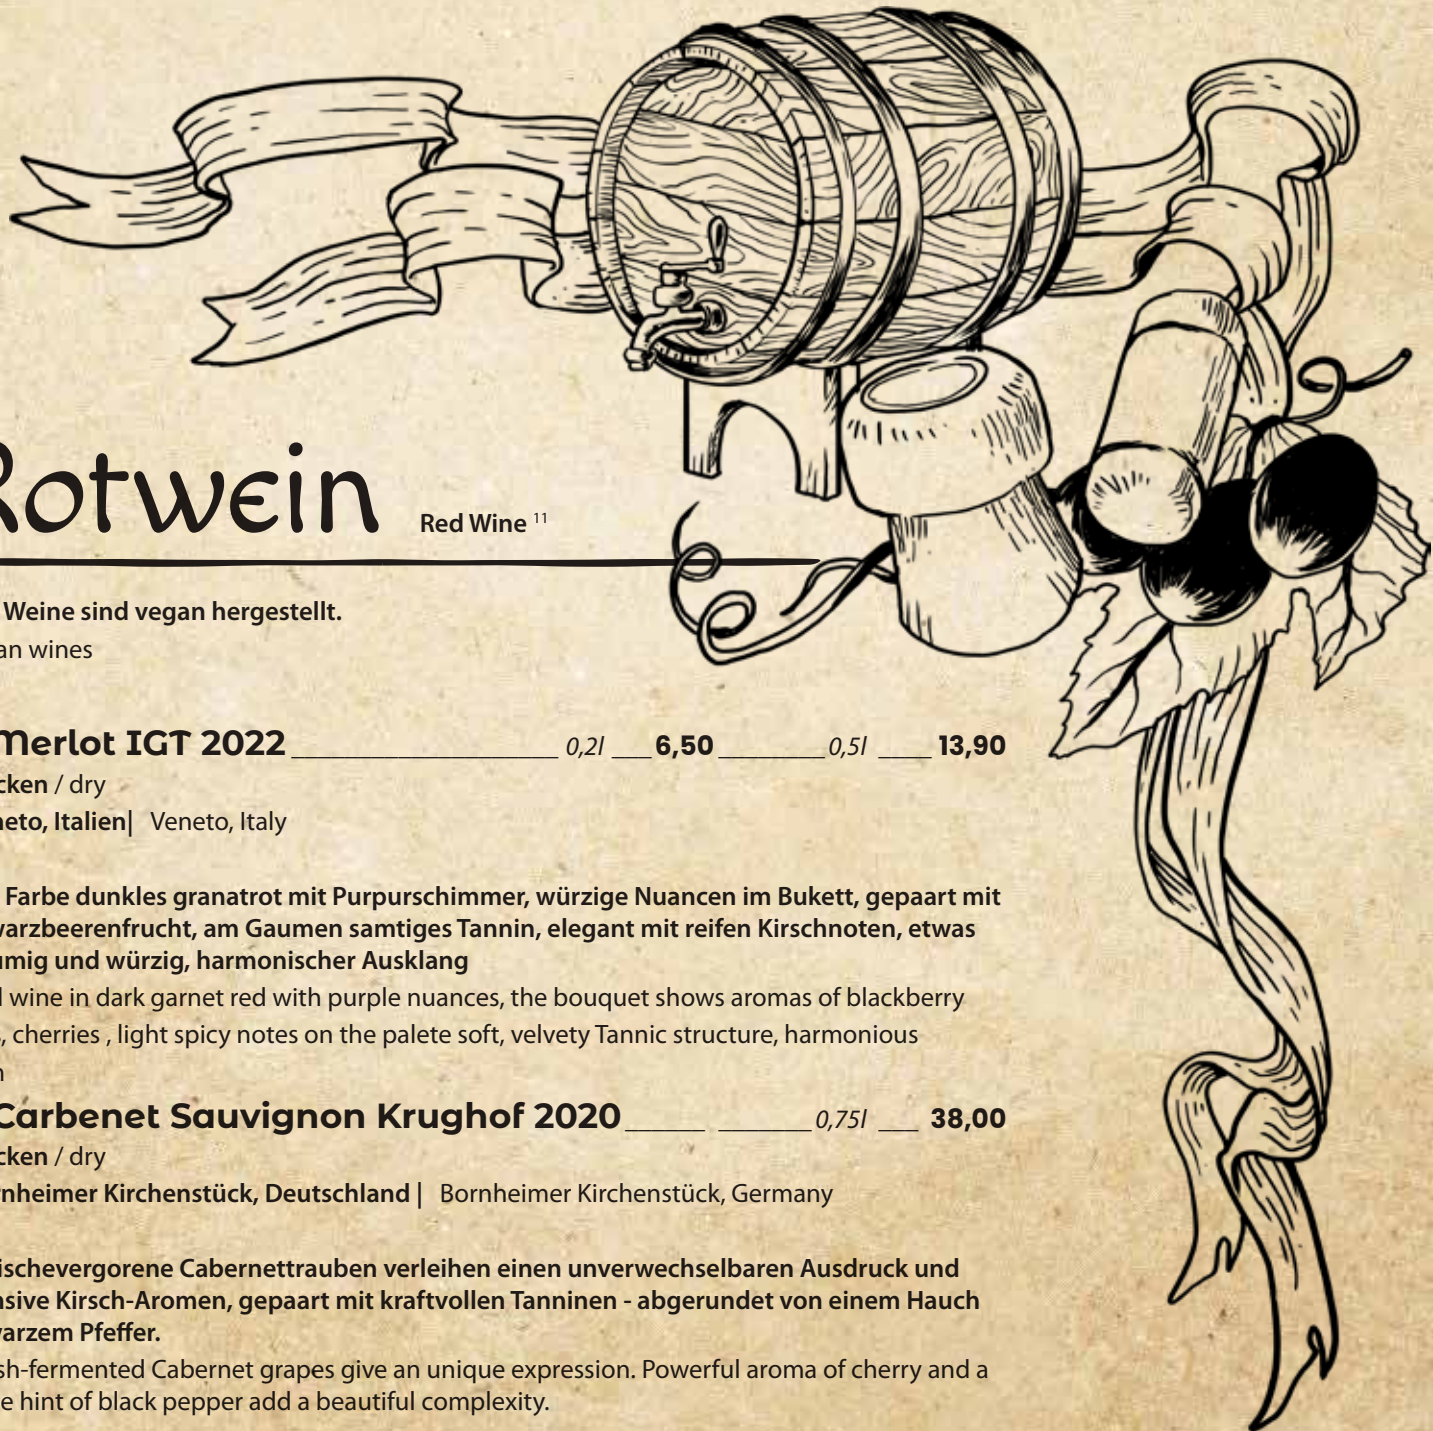 Rotwein Red Wine 11
Weine sind vegan hergestellt.
an wines
Merlot IGT 2022 0,2l 6,50 0,5l 13,90
cken / dry
neto, Italien| Veneto, Italy
Farbe dunkles granatrot mit Purpurschimmer, würzige Nuancen im Bukett, gepaart mit
warzbeerenfrucht, am Gaumen samtiges Tannin, elegant mit reifen Kirschnoten, etwas
umig und würzig, harmonischer Ausklang
l wine in dark garnet red with purple nuances, the bouquet shows aromas of blackberry
, cherries , light spicy notes on the palete soft, velvety Tannic structure, harmonious
Carbenet Sauvignon Krughof 2020 0,75l 38,00
cken / dry
rnheimer Kirchenstück, Deutschland | Bornheimer Kirchenstück, Germany
ischevergorene Cabernettrauben verleihen einen unverwechselbaren Ausdruck und
nsive Kirsch-Aromen, gepaart mit kraftvollen Tanninen - abgerundet von einem Hauch
warzem Pfeffer.
sh-fermented Cabernet grapes give an unique expression. Powerful aroma of cherry and a
e hint of black pepper add a beautiful complexity.